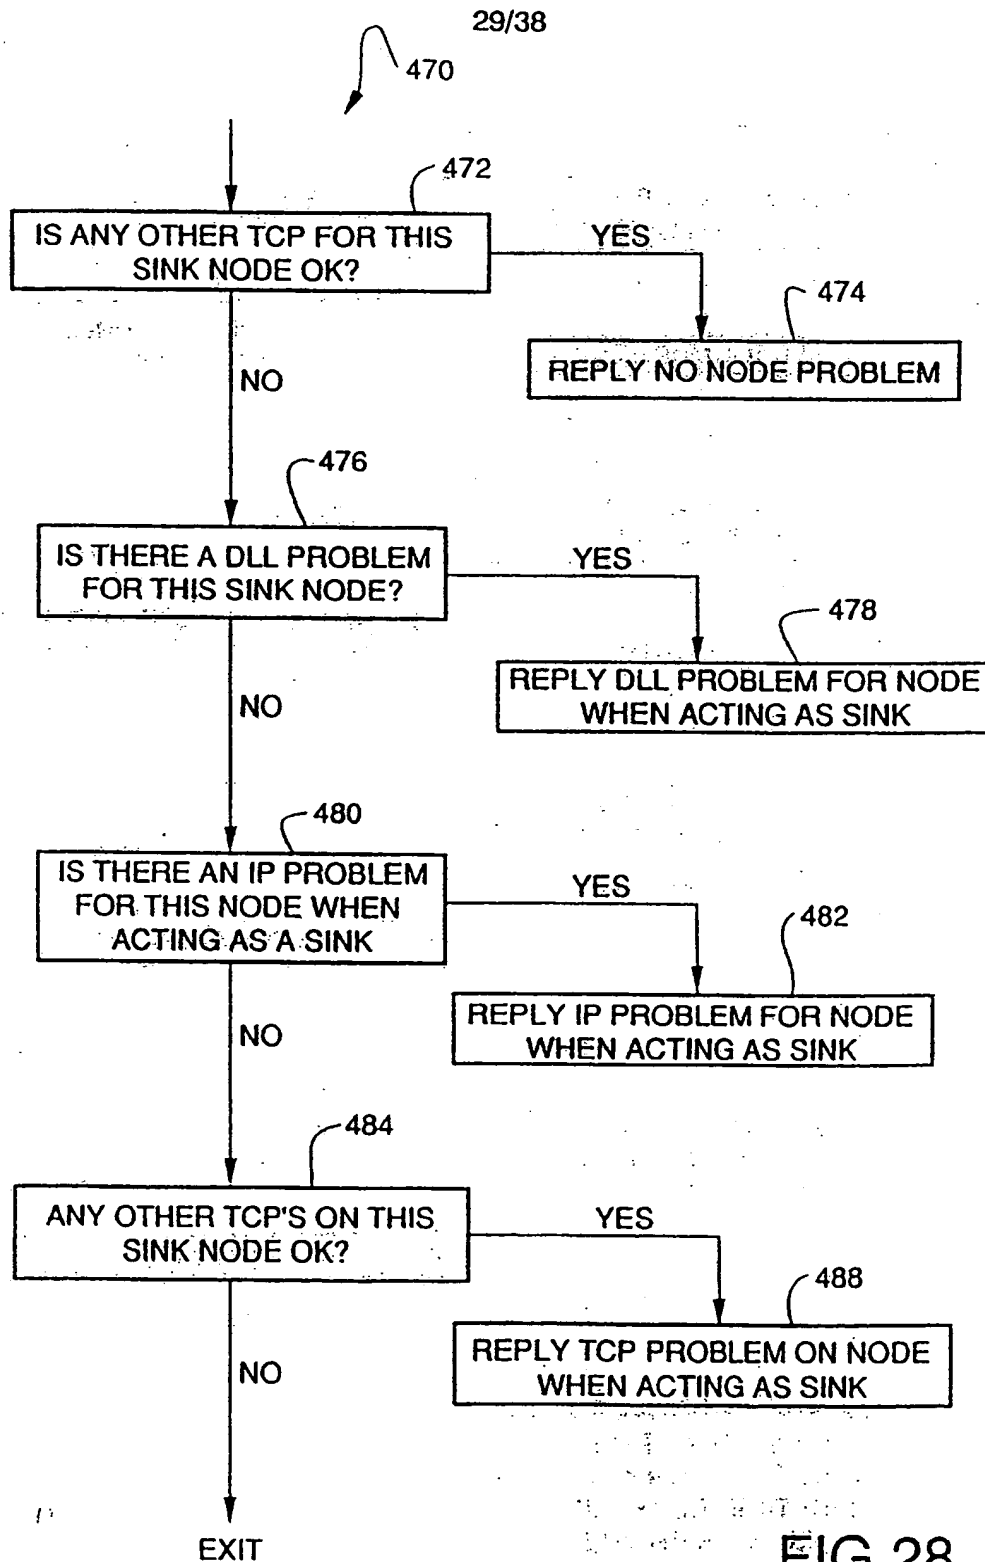 29/38
470
472
IS ANY OTHER TCP FOR THIS
SINK NODE OK?
YES
474
REPLY NO NODE PROBLEM
NO
476
IS THERE A DLL PROBLEM
FOR THIS SINK NODE?
YES
478
REPLY DLL PROBLEM FOR NODE
WHEN ACTING AS SINK
NO
480
IS THERE AN IP PROBLEM
FOR THIS NODE WHEN
ACTING AS A SINK
YES
482
REPLY IP PROBLEM FOR NODE
WHEN ACTING AS SINK
NO
484
ANY OTHER TCP'S ON THIS
SINK NODE OK?
YES
488
REPLY TCP PROBLEM ON NODE
WHEN ACTING AS SINK
NO
EXIT
FIG 28